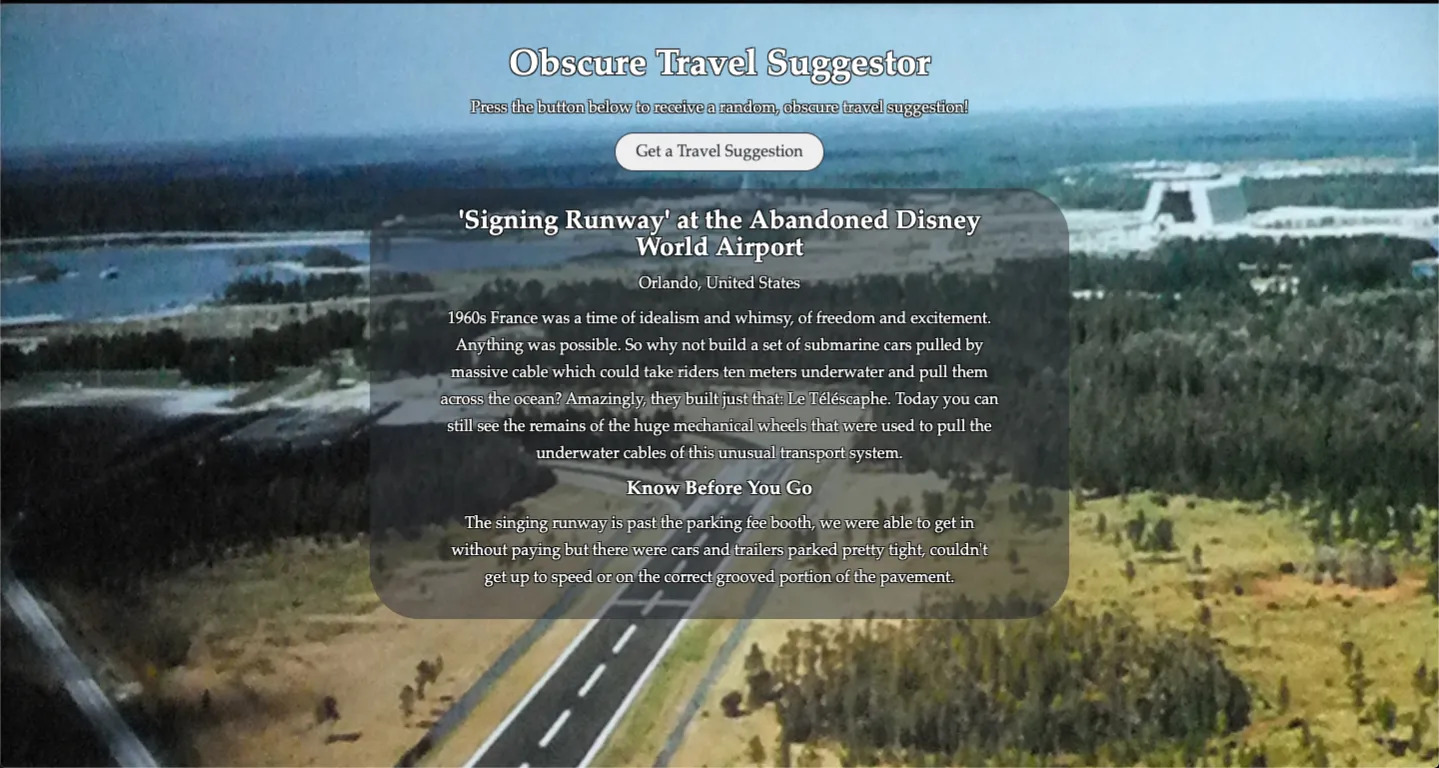 Obscure Travel Suggestor
Press the button below to receive a random, obscure travel suggestion!
Get a Travel Suggestion
'Signing Runway' at the Abandoned Disney
World Airport
Orlando, United States
1960s France was a time of idealism and whimsy, of freedom and excitement.
Anything was possible. So why not build a set of submarine cars pulled by
massive cable which could take riders ten meters underwater and pull them
across the ocean? Amazingly, they built just that: Le Téléscaphe. Today you can
still see the remains of the huge mechanical wheels that were used to pull the
underwater cables of this unusual transport system.
Know Before You Go
The singing runway is past the parking fee booth, we were able to get in
without paying but there were cars and trailers parked pretty tight, couldn't
get up to speed or on the correct grooved portion of the pavement.